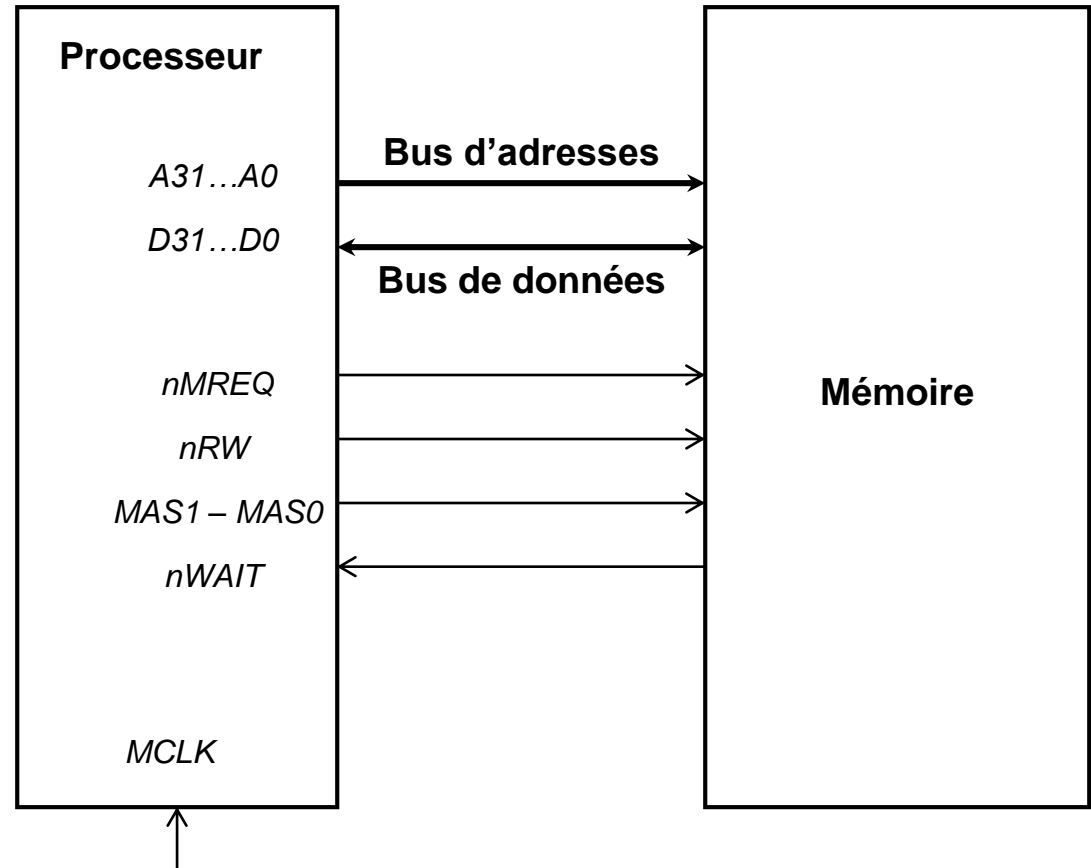 Processeur
Bus d'adresses
A31…A0
D31…D0
Bus de données
nMREQ
Mémoire
nRW
MAS1 – MAS0
nWAIT
MCLK